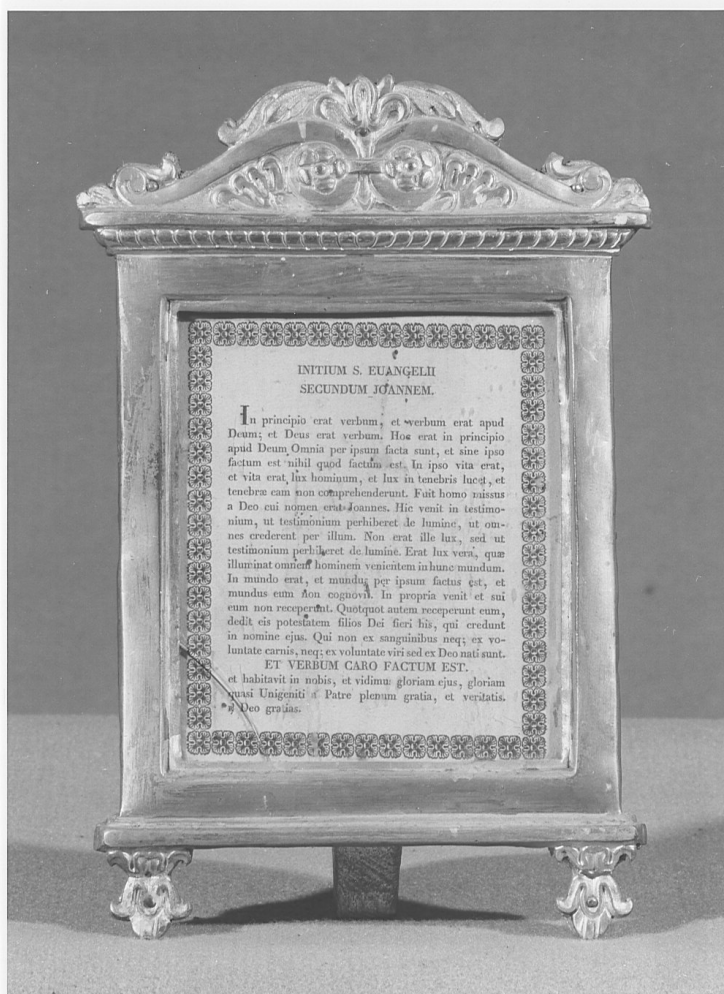 INITIUM S. EUANGELII
SECUNDUM JOANNEM.
In principio erat verbum, et verbum erat apud
Deum; et Deus erat verbum. Hoc erat in principio
apud Deum Omnia per ipsum facta sunt, et sine ipso
factum est nihil quod factum est. In ipso vita erat,
et vita erat lux hominum, et lux in tenebris lucet, et
tenebræ eam non comprehenderunt. Fuit homo missus
a Deo cui nomen erat Joannes. Hic venit in testimo-
nium, ut testimonium perhiberet de lumine, ut om-
nes crederent per illum. Non erat ille lux, sed ut
testimonium perhiberet de lumine. Erat lux vera, quæ
illuminat omnem hominem venientem in hunc mundum.
In mundo erat, et mundus per ipsum factus est, et
mundus eum non cognovit. In propria venit et sui
eum non receperunt. Quotquot autem receperunt eum,
dedit eis potestatem filios Dei fieri his, qui credunt
in nomine ejus. Qui non ex sanguinibus neq; ex vo-
luntate carnis, neq; ex voluntate viri sed ex Deo nati sunt.
ET VERBUM CARO FACTUM EST.
et habitavit in nobis, et vidimus gloriam ejus, gloriam
quasi Unigeniti a Patre plenum gratia, et veritatis.
Deo gratias.